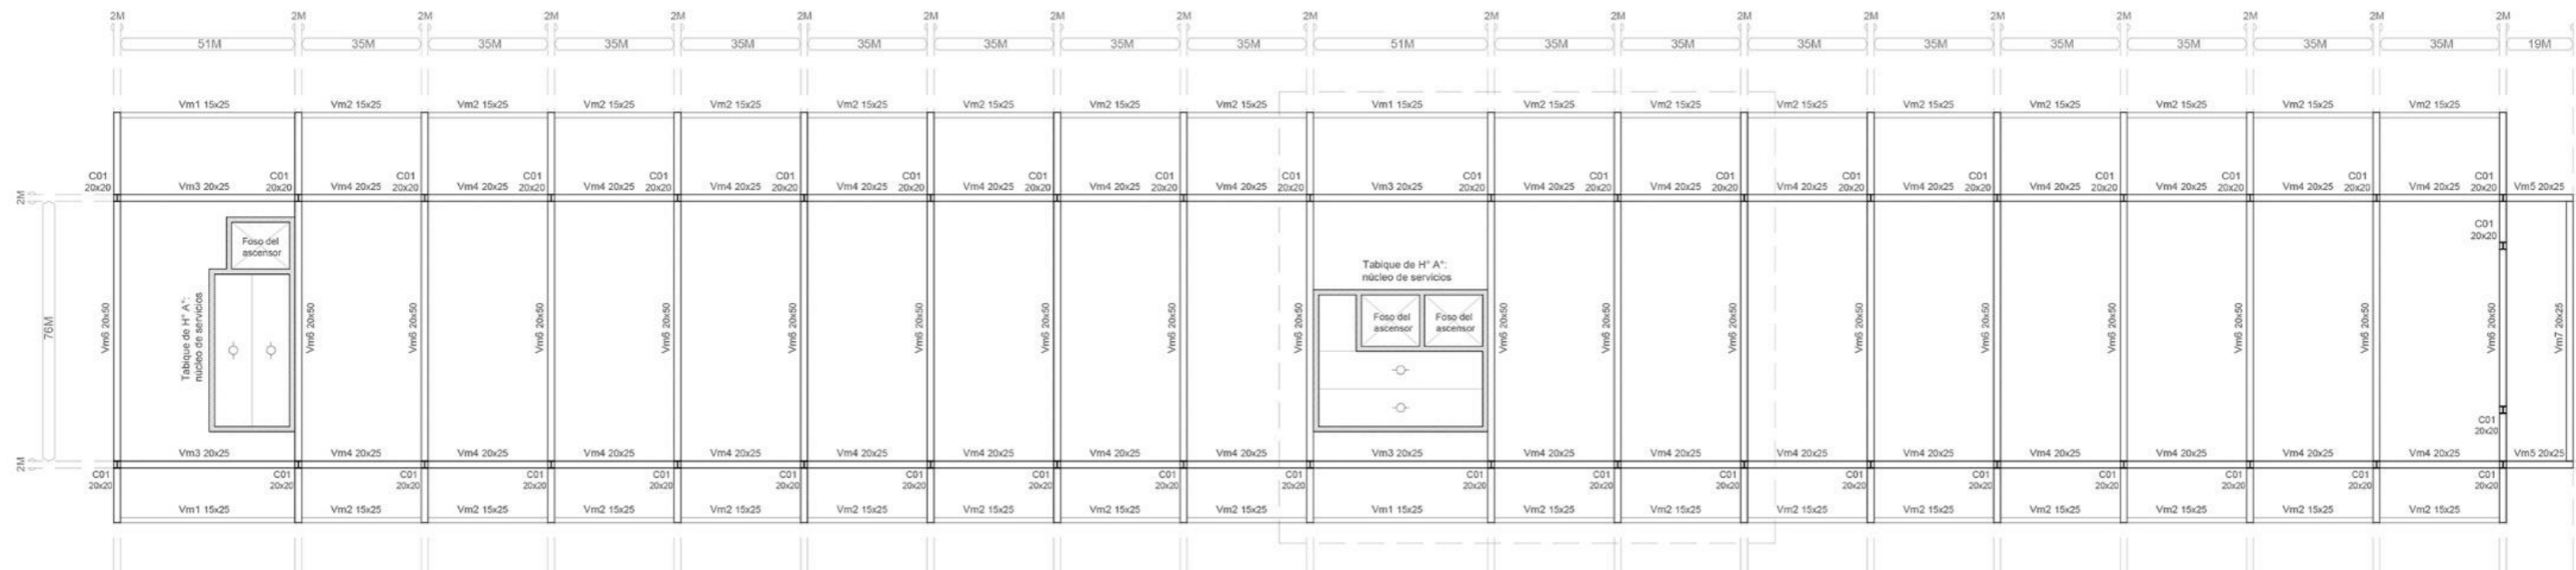 2M 2M 2M 2M 2M 2M 2M 2M 2M 2M 2M 2M 2M 2M 2M 2M 2M 2M 2M
51M 35M 35M 35M 35M 35M 35M 35M 35M 51M 35M 35M 35M 35M 35M 35M 35M 35M 19M
Vm1 15x25 Vm2 15x25 Vm2 15x25 Vm2 15x25 Vm2 15x25 Vm2 15x25 Vm2 15x25 Vm2 15x25 Vm2 15x25 Vm1 15x25 Vm2 15x25 Vm2 15x25 Vm2 15x25 Vm2 15x25 Vm2 15x25 Vm2 15x25 Vm2 15x25 Vm2 15x25
C01 C01 C01 C01 C01 C01 C01 C01 C01 C01 C01 C01 C01 C01 C01 C01 C01 C01 C01
20x20 Vm3 20x25 20x20 Vm4 20x25 20x20 Vm4 20x25 20x20 Vm4 20x25 20x20 Vm4 20x25 20x20 Vm4 20x25 20x20 Vm4 20x25 20x20 Vm4 20x25 20x20 Vm4 20x25 20x20 Vm3 20x25 20x20 Vm4 20x25 20x20 Vm4 20x25 20x20 Vm4 20x25 20x20 Vm4 20x25 20x20 Vm4 20x25 20x20 Vm4 20x25 20x20 Vm4 20x25 20x20 Vm4 20x25 20x20 Vm5 20x25
2M
C01
20x20
Foso del
ascensor
Tabique de H° A°:
núcleo de servicios
Tabique de H° A°:
núcleo de servicios
Foso del
ascensor
Foso del
ascensor
76M
Vm6 20x50 Vm6 20x50 Vm6 20x50 Vm6 20x50 Vm6 20x50 Vm6 20x50 Vm6 20x50 Vm6 20x50 Vm6 20x50 Vm6 20x50 Vm6 20x50 Vm6 20x50 Vm6 20x50 Vm6 20x50 Vm6 20x50 Vm6 20x50 Vm6 20x50 Vm6 20x50 Vm6 20x50 Vm7 20x25
C01
20x20
Vm3 20x25 Vm4 20x25 Vm4 20x25 Vm4 20x25 Vm4 20x25 Vm4 20x25 Vm4 20x25 Vm4 20x25 Vm4 20x25 Vm3 20x25 Vm4 20x25 Vm4 20x25 Vm4 20x25 Vm4 20x25 Vm4 20x25 Vm4 20x25 Vm4 20x25 Vm4 20x25 Vm5 20x25
2M
C01 C01 C01 C01 C01 C01 C01 C01 C01 C01 C01 C01 C01 C01 C01 C01 C01 C01 C01
20x20 20x20 20x20 20x20 20x20 20x20 20x20 20x20 20x20 20x20 20x20 20x20 20x20 20x20 20x20 20x20 20x20 20x20 20x20
Vm1 15x25 Vm2 15x25 Vm2 15x25 Vm2 15x25 Vm2 15x25 Vm2 15x25 Vm2 15x25 Vm2 15x25 Vm2 15x25 Vm1 15x25 Vm2 15x25 Vm2 15x25 Vm2 15x25 Vm2 15x25 Vm2 15x25 Vm2 15x25 Vm2 15x25 Vm2 15x25